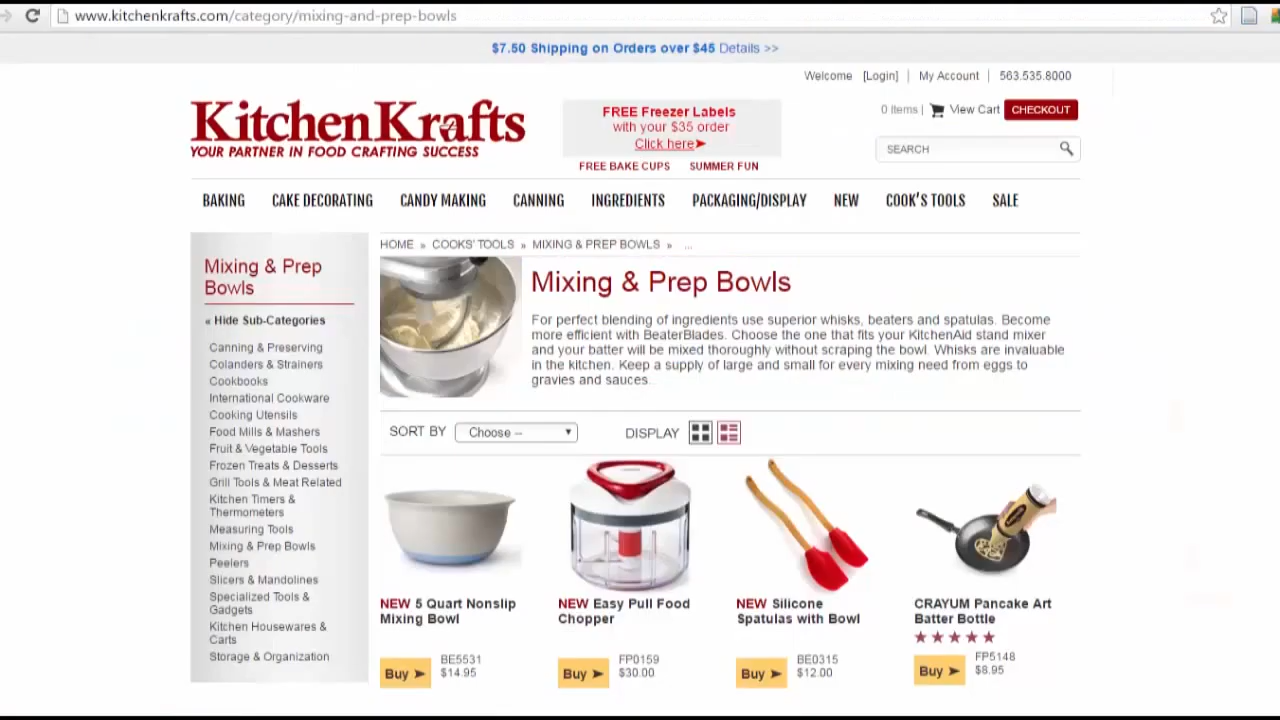 www.kitchenkrafts.com/category/mixing-and-prep-bowls
$7.50 Shipping on Orders over $45 Details >>
Welcome [Login] | My Account | 563.535.8000
KitchenKrafts
YOUR PARTNER IN FOOD CRAFTING SUCCESS
FREE Freezer Labels
with your $35 order
Click here
FREE BAKE CUPS SUMMER FUN
0 Items | View Cart CHECKOUT
SEARCH
BAKING CAKE DECORATING CANDY MAKING CANNING INGREDIENTS PACKAGING/DISPLAY NEW COOK'S TOOLS SALE
Mixing & Prep
Bowls
« Hide Sub-Categories
Canning & Preserving
Colanders & Strainers
Cookbooks
International Cookware
Cooking Utensils
Food Mills & Mashers
Fruit & Vegetable Tools
Frozen Treats & Desserts
Grill Tools & Meat Related
Kitchen Timers &
Thermometers
Measuring Tools
Mixing & Prep Bowls
Peelers
Slicers & Mandolines
Specialized Tools &
Gadgets
Kitchen Housewares &
Carts
Storage & Organization
HOME » COOKS' TOOLS » MIXING & PREP BOWLS » ...
Mixing & Prep Bowls
For perfect blending of ingredients use superior whisks, beaters and spatulas. Become
more efficient with BeaterBlades. Choose the one that fits your KitchenAid stand mixer
and your batter will be mixed thoroughly without scraping the bowl. Whisks are invaluable
in the kitchen. Keep a supply of large and small for every mixing need from eggs to
gravies and sauces.
SORT BY Choose -- DISPLAY
NEW 5 Quart Nonslip
Mixing Bowl
Buy BE5531
$14.95
NEW Easy Pull Food
Chopper
Buy FP0159
$30.00
NEW Silicone
Spatulas with Bowl
Buy BE0315
$12.00
CRAYUM Pancake Art
Batter Bottle
Buy FP5148
$8.95